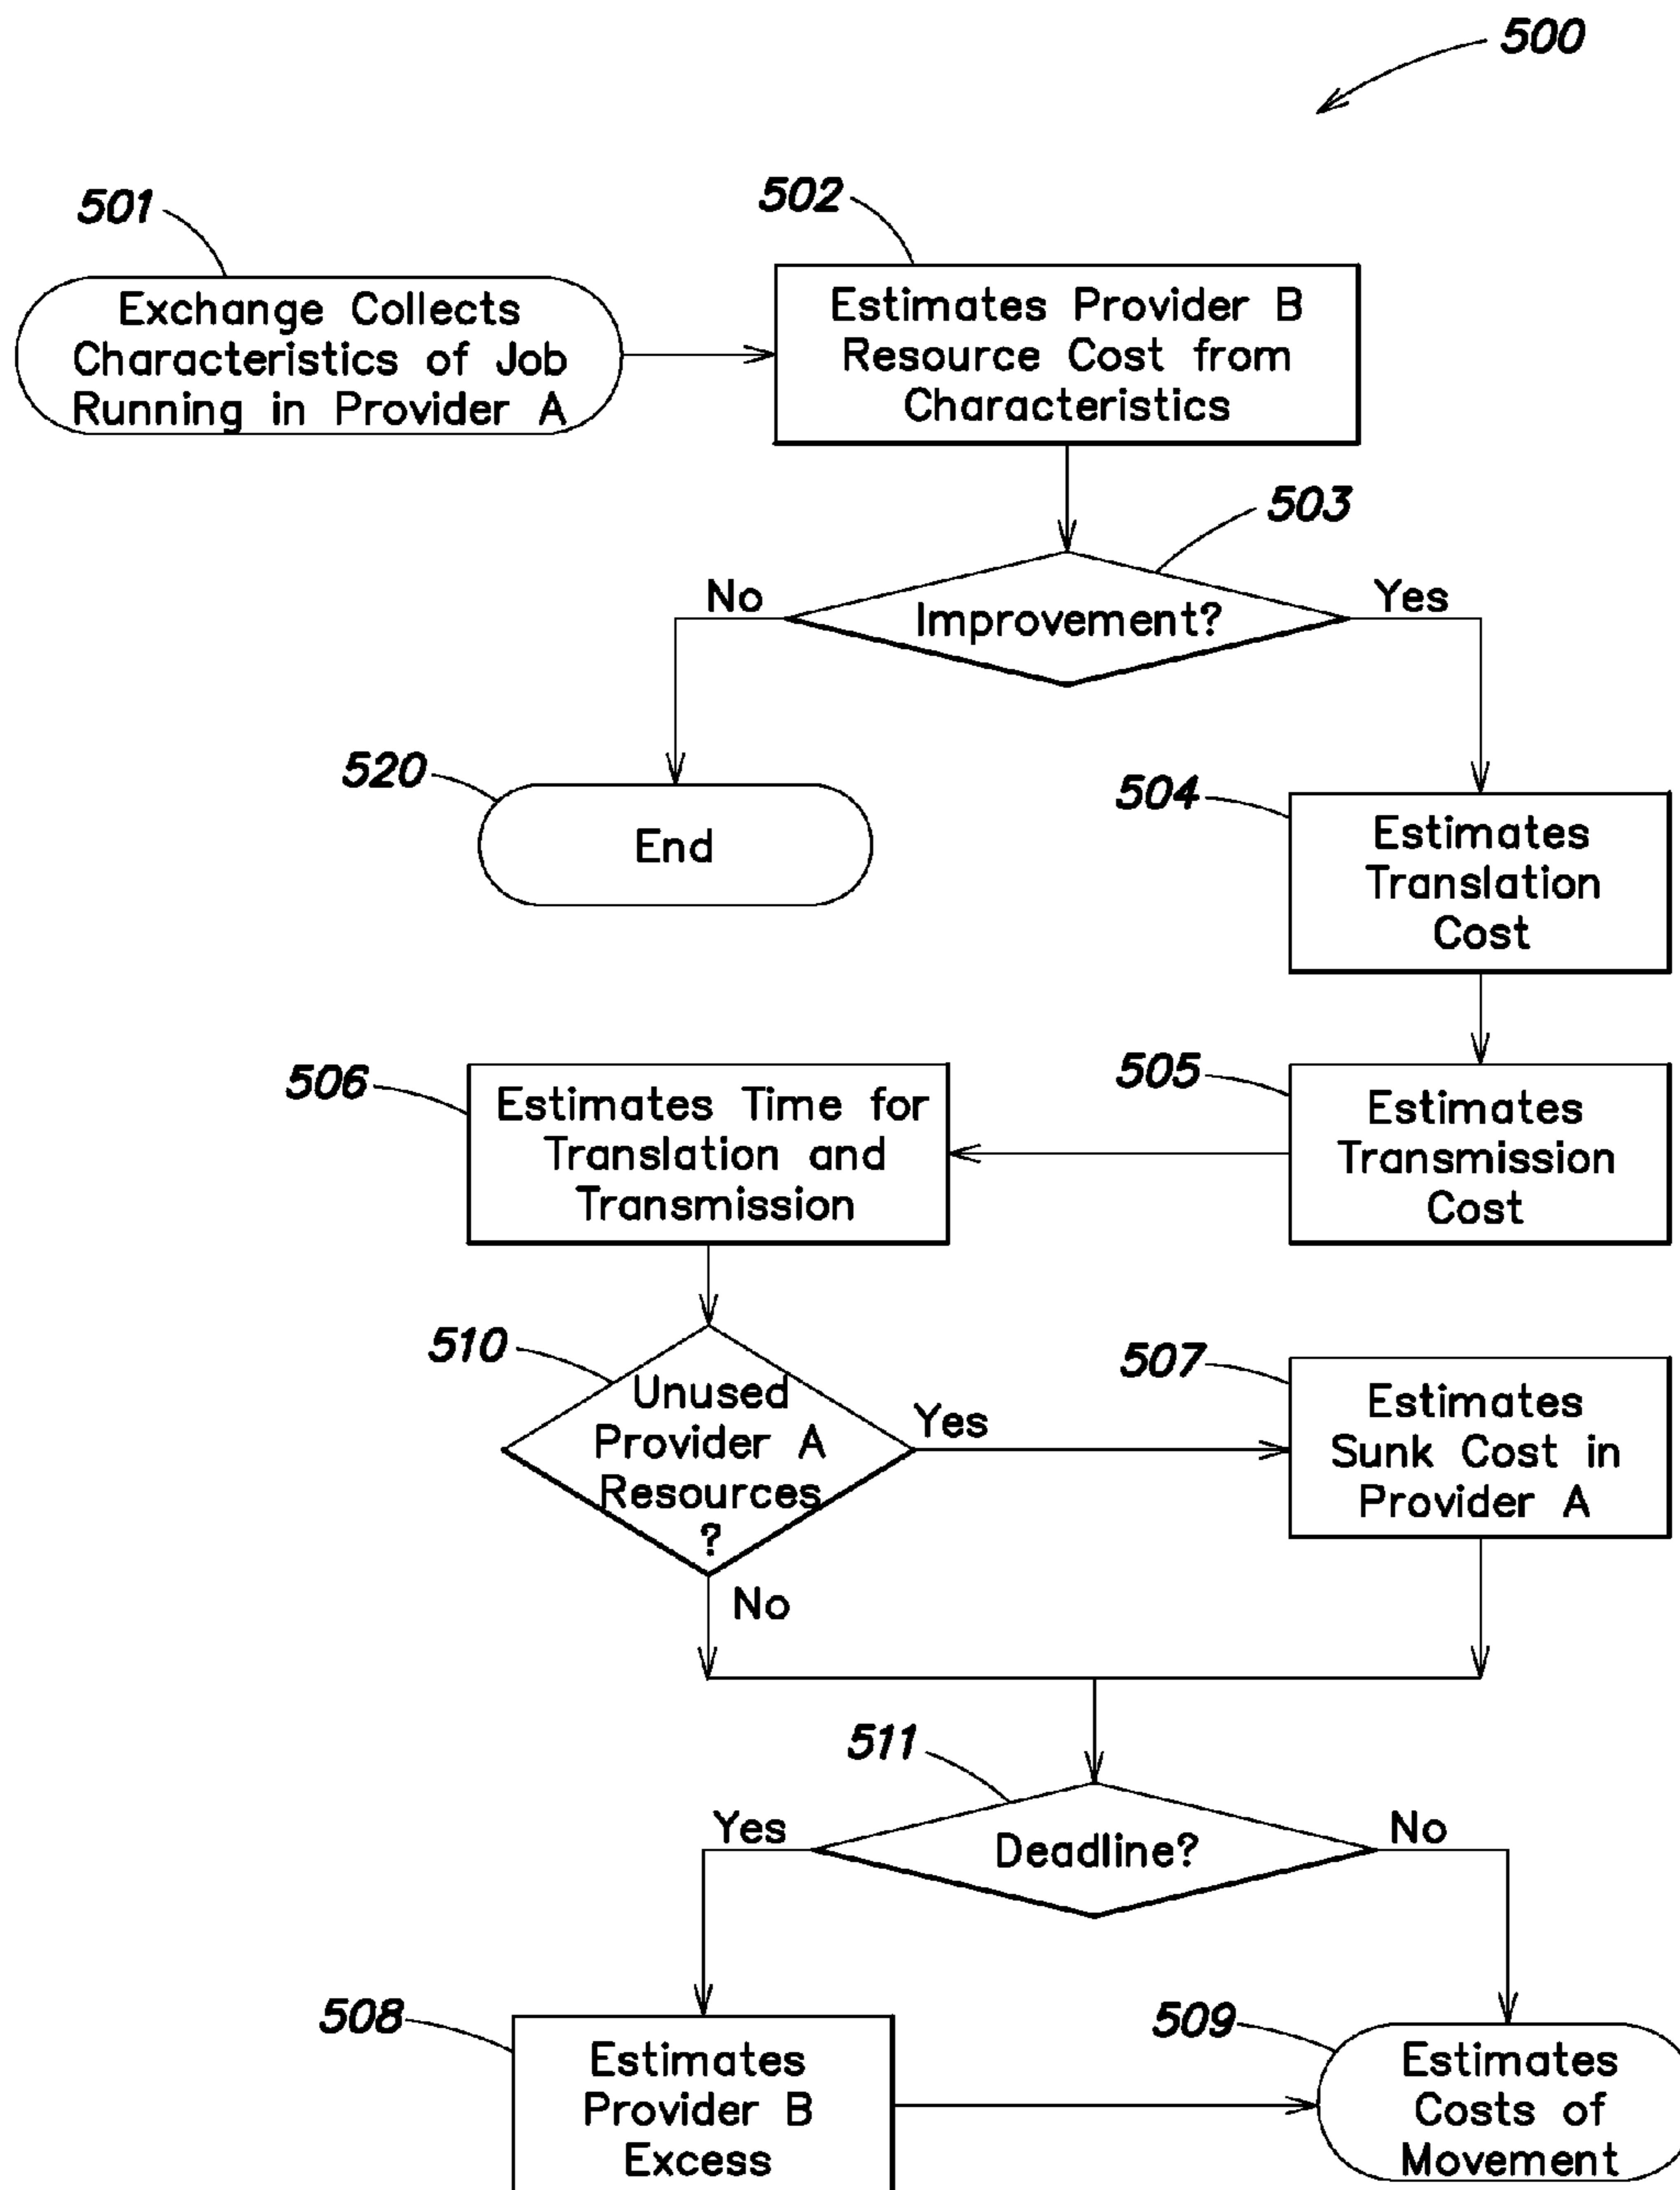 500
501
Exchange Collects
Characteristics of Job
Running in Provider A
502
Estimates Provider B
Resource Cost from
Characteristics
503
No
Improvement?
Yes
520
End
504
Estimates
Translation
Cost
506
Estimates Time for
Translation and
Transmission
505
Estimates
Transmission
Cost
510
Unused
Provider A
Resources
?
Yes
No
507
Estimates
Sunk Cost in
Provider A
511
Yes
Deadline?
No
508
Estimates
Provider B
Excess
509
Estimates
Costs of
Movement